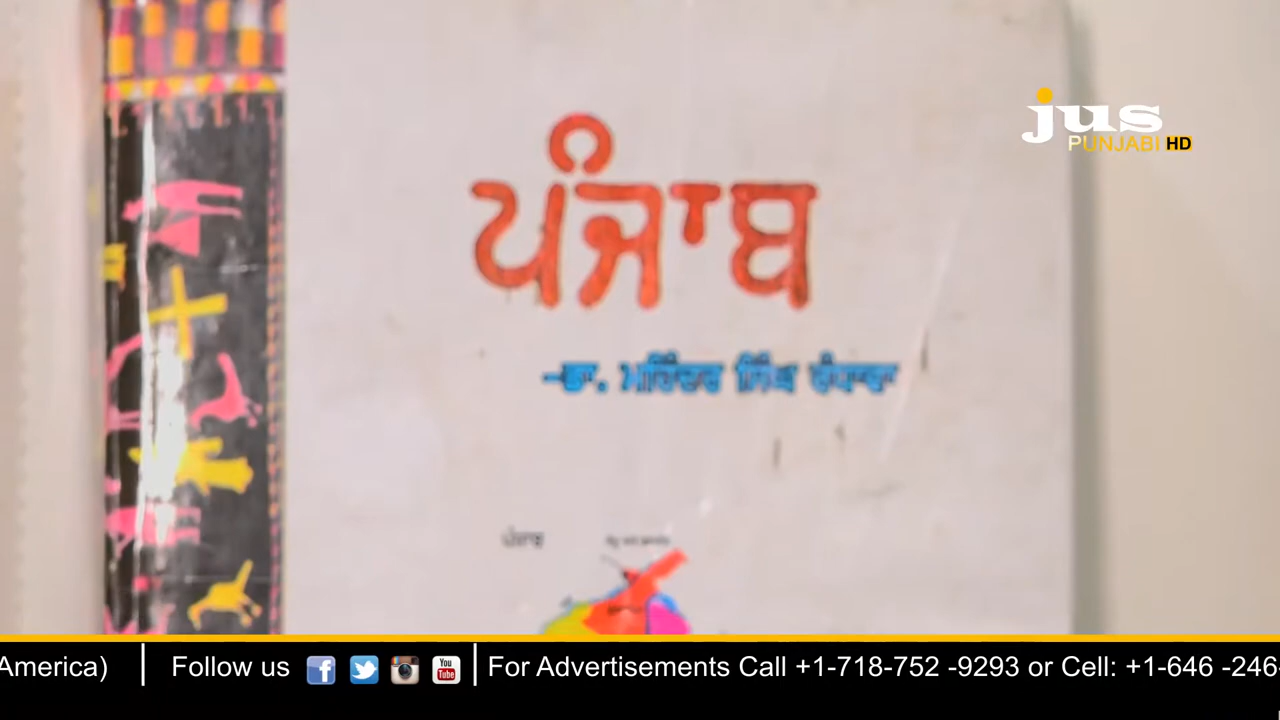 jus
PUNJABI HD
ਪੰਜਾਬ
-ਡਾ. ਮਹਿੰਦਰ ਸਿੰਘ ਰੰਧਾਵਾ
ਪੰਜਾਬ
America) | Follow us | For Advertisements Call +1-718-752 -9293 or Cell: +1-646 -246-